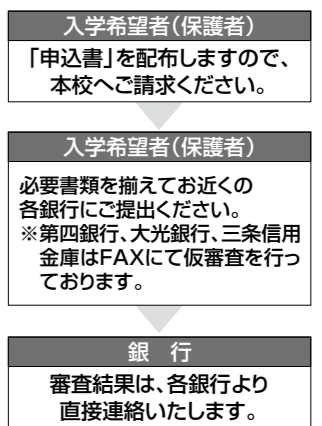 入学希望者(保護者)
「申込書」を配布しますので、
本校へご請求ください。
入学希望者(保護者)
必要書類を揃えてお近くの
各銀行にご提出ください。
※第四銀行、大光銀行、三条信用
金庫はFAXにて仮審査を行っ
ております。
銀　行
審査結果は、各銀行より
直接連絡いたします。